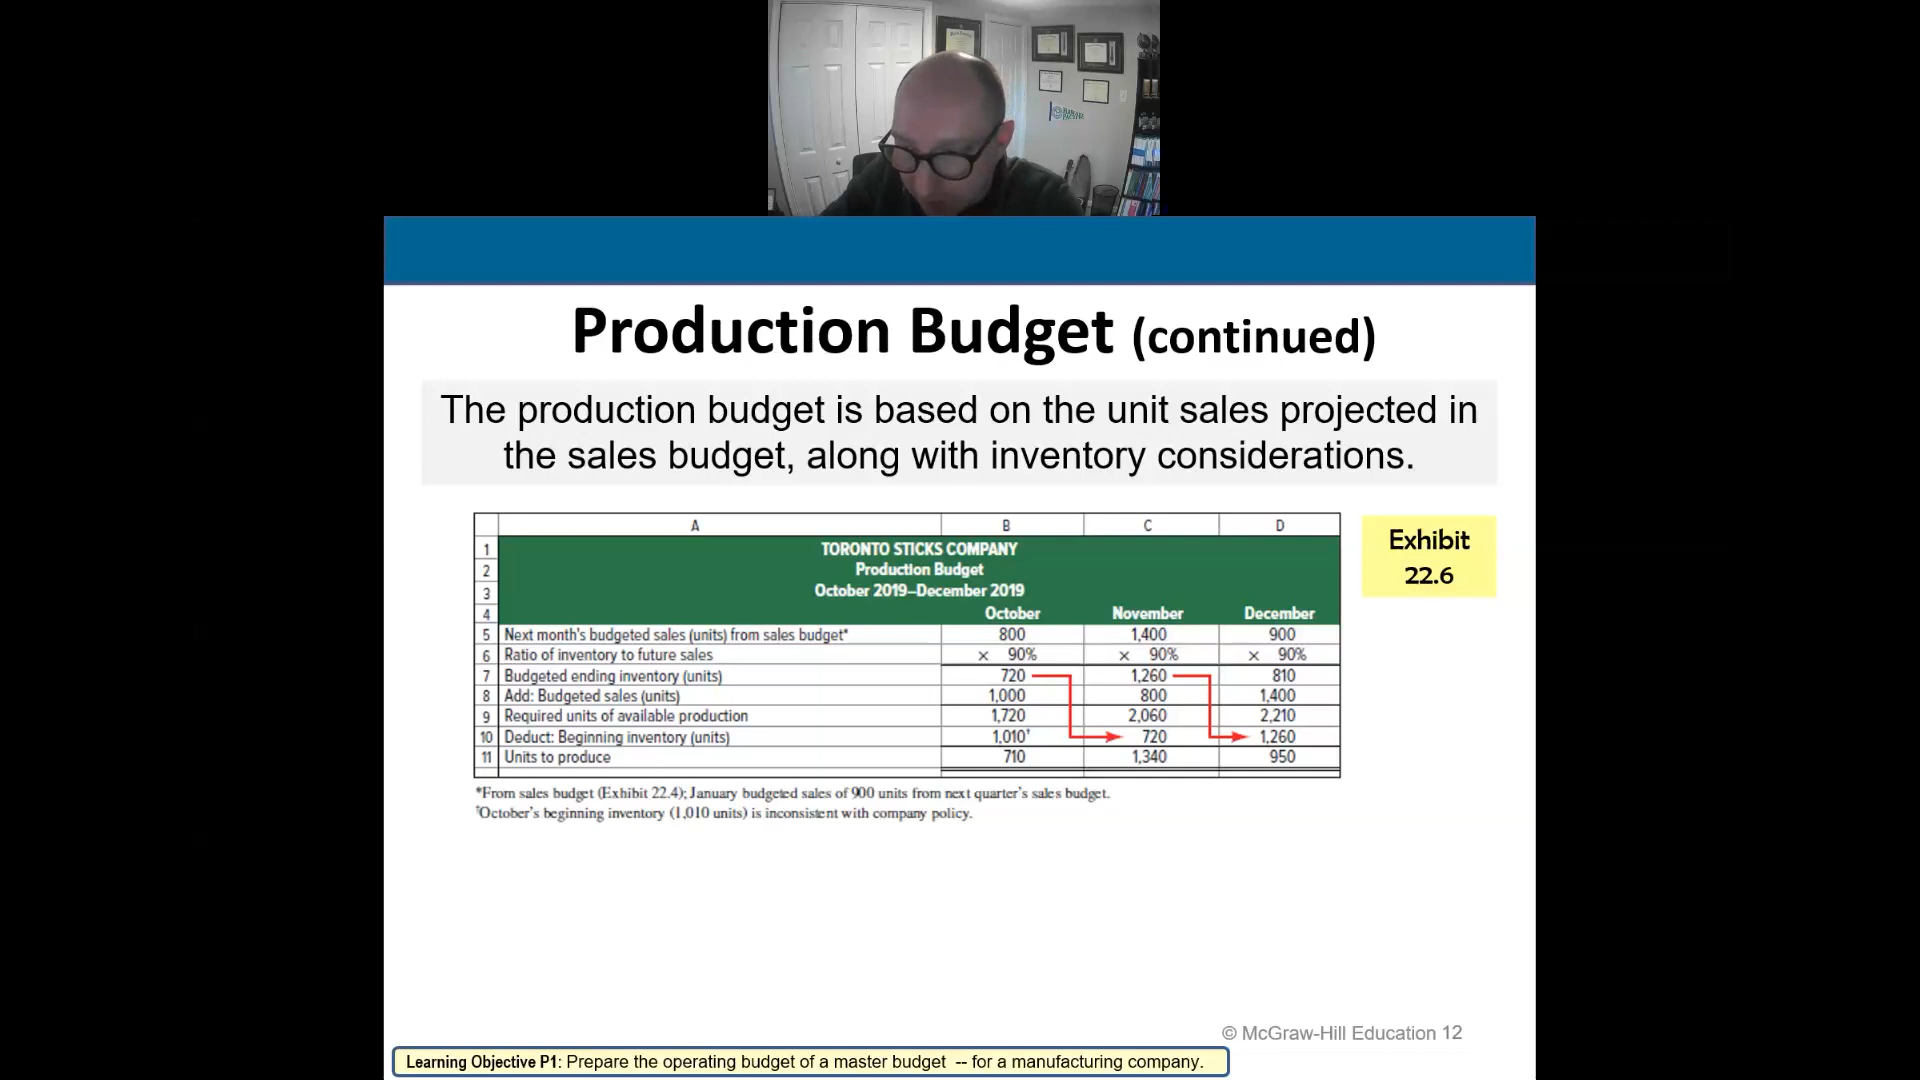 Production Budget (continued)
The production budget is based on the unit sales projected in
the sales budget, along with inventory considerations.
A B C D
1 TORONTO STICKS COMPANY
2 Production Budget
3 October 2019–December 2019
4 October November December
5 Next month's budgeted sales (units) from sales budget* 800 1,400 900
6 Ratio of inventory to future sales × 90% × 90% × 90%
7 Budgeted ending inventory (units) 720 1,260 810
8 Add: Budgeted sales (units) 1,000 800 1,400
9 Required units of available production 1,720 2,060 2,210
10 Deduct: Beginning inventory (units) 1,010† 720 1,260
11 Units to produce 710 1,340 950
Exhibit
22.6
*From sales budget (Exhibit 22.4); January budgeted sales of 900 units from next quarter's sales budget.
†October's beginning inventory (1,010 units) is inconsistent with company policy.
© McGraw-Hill Education 12
Learning Objective P1: Prepare the operating budget of a master budget -- for a manufacturing company.